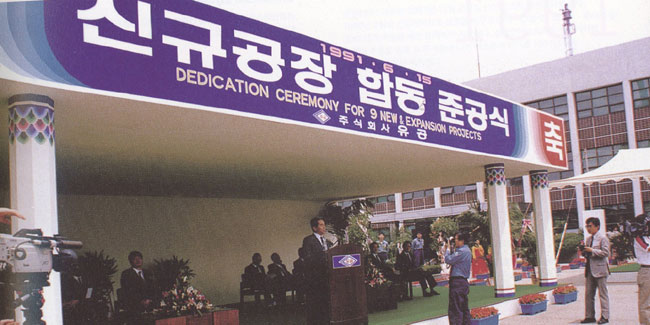 1991·6·15
신규공장 합동 준공식
DEDICATION CEREMONY FOR 9 NEW & EXPANSION PROJECTS
주식회사 유공
축